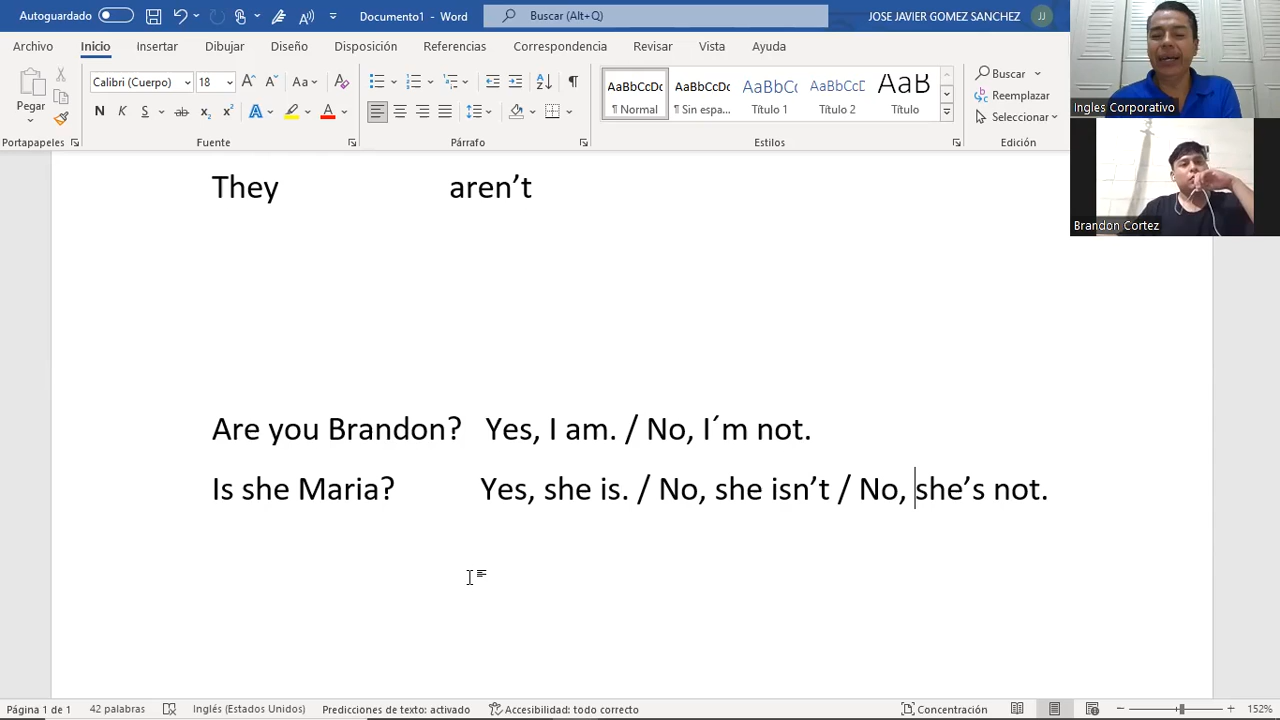 Autoguardado
Documento1 - Word
Buscar (Alt+Q)
JOSE JAVIER GOMEZ SANCHEZ
JJ
Archivo Inicio Insertar Dibujar Diseño Referencias Correspondencia Revisar Vista Ayuda
Pegar
Calibri (Cuerpo) 18
AaBbCcDc ¶ Normal
AaBbCcDc ¶ Sin espa...
AaBbCc Título 1
AaBbCcD Título 2
AaB Título
Buscar
Reemplazar
Seleccionar
Portapapeles Fuente Párrafo Estilos Edición
Ingles Corporativo
Brandon Cortez
They aren’t
Are you Brandon? Yes, I am. / No, I´m not.
Is she Maria? Yes, she is. / No, she isn’t / No, she’s not.
Página 1 de 1 42 palabras Inglés (Estados Unidos) Predicciones de texto: activado Accesibilidad: todo correcto Concentración 152%